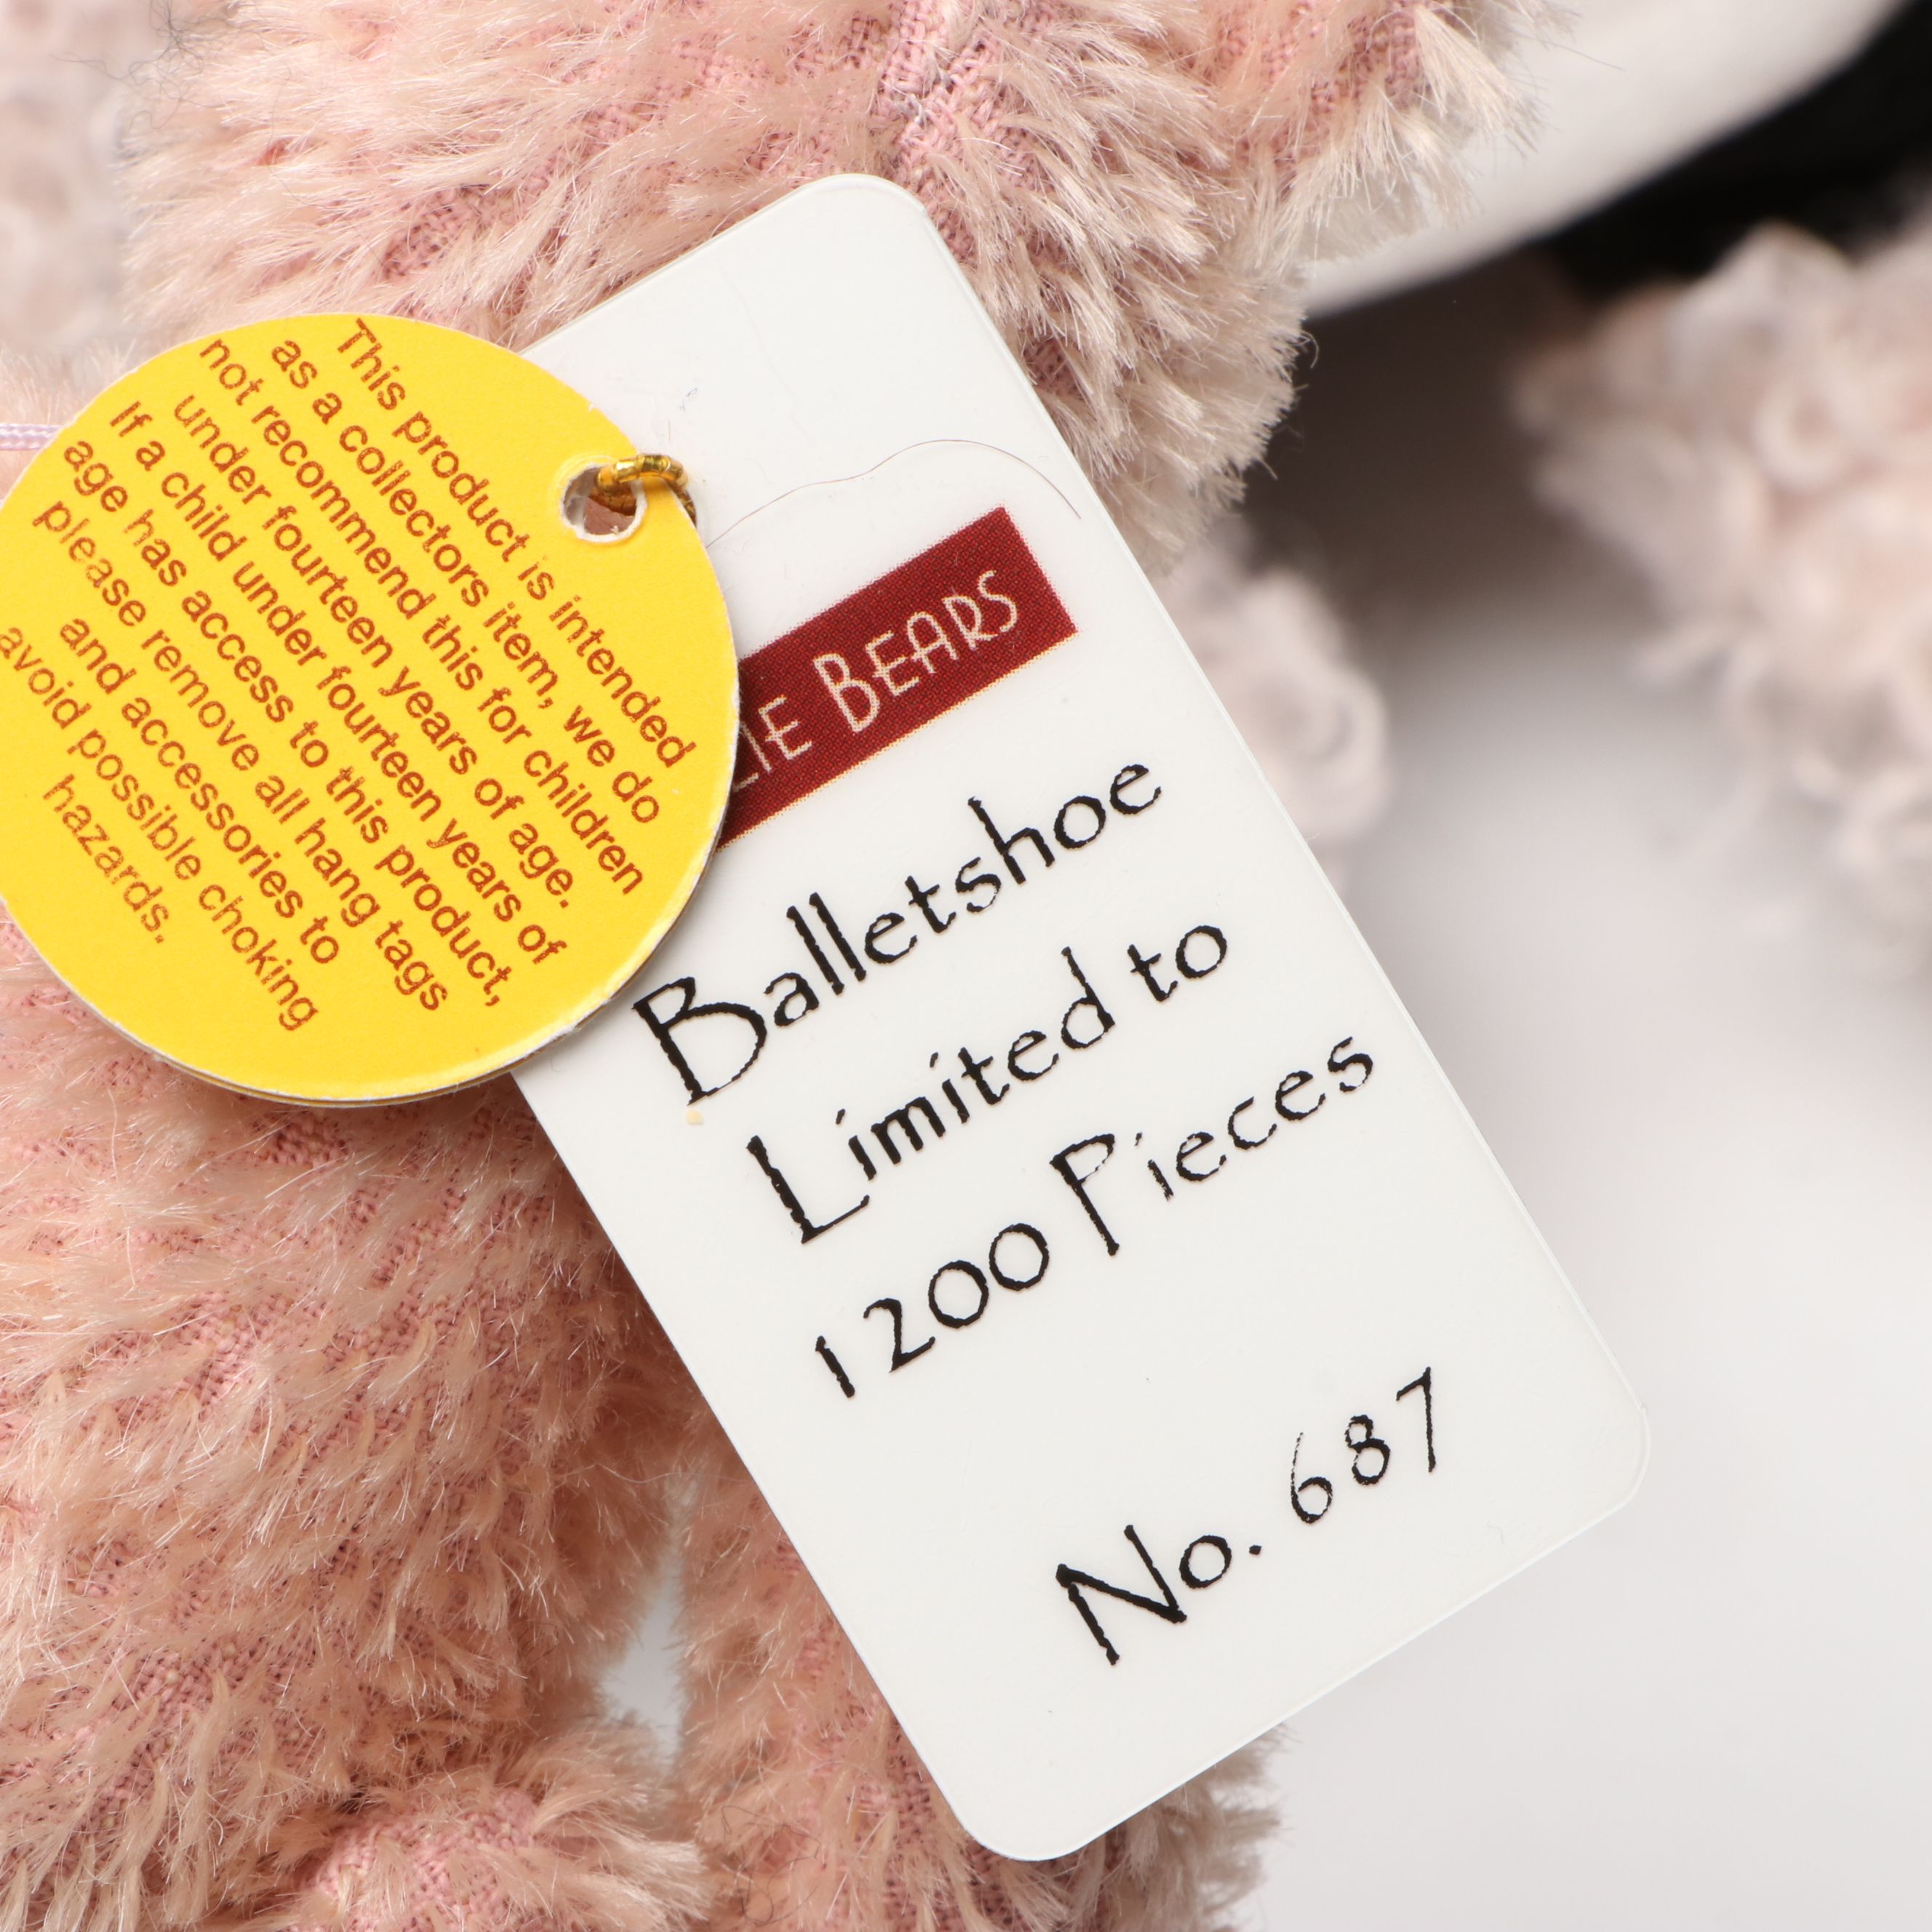 This product is intended
as a collectors item, we do
not recommend this for children
under fourteen years of age.
If a child under fourteen years of
age has access to this product,
please remove all hang tags
and accessories to
avoid possible choking
hazards.
BEARS
Balletshoe
Limited to
1200 Pieces
No. 687